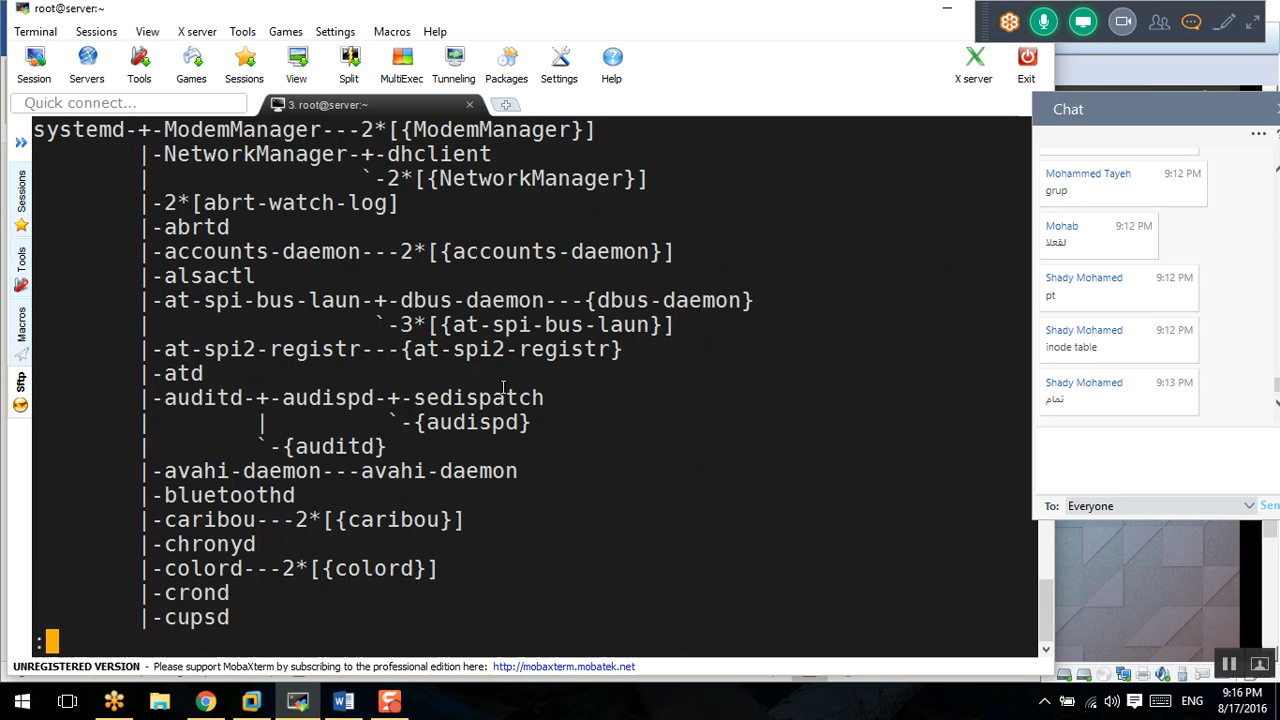 root@server:~
Terminal Sessions View X server Tools Games Settings Macros Help
Session Servers Tools Games Sessions View Split MultiExec Tunneling Packages Settings Help X server Exit
Quick connect...
3. root@server:~
Sessions
Tools
Macros
Sftp
systemd-+-ModemManager---2*[{ModemManager}]
|-NetworkManager-+-dhclient
| `-2*[{NetworkManager}]
|-2*[abrt-watch-log]
|-abrtd
|-accounts-daemon---2*[{accounts-daemon}]
|-alsactl
|-at-spi-bus-laun-+-dbus-daemon---{dbus-daemon}
| `-3*[{at-spi-bus-laun}]
|-at-spi2-registr---{at-spi2-registr}
|-atd
|-auditd-+-audispd-+-sedispatch
| | `-{audispd}
| `-{auditd}
|-avahi-daemon---avahi-daemon
|-bluetoothd
|-caribou---2*[{caribou}]
|-chronyd
|-colord---2*[{colord}]
|-crond
|-cupsd
:
UNREGISTERED VERSION - Please support MobaXterm by subscribing to the professional edition here: http://mobaxterm.mobatek.net
Chat
Mohammed Tayeh 9:12 PM
grup
Mohab 9:12 PM
لقعلا
Shady Mohamed 9:12 PM
pt
Shady Mohamed 9:12 PM
inode table
Shady Mohamed 9:13 PM
تمام
To: Everyone Sen
ENG
9:16 PM
8/17/2016